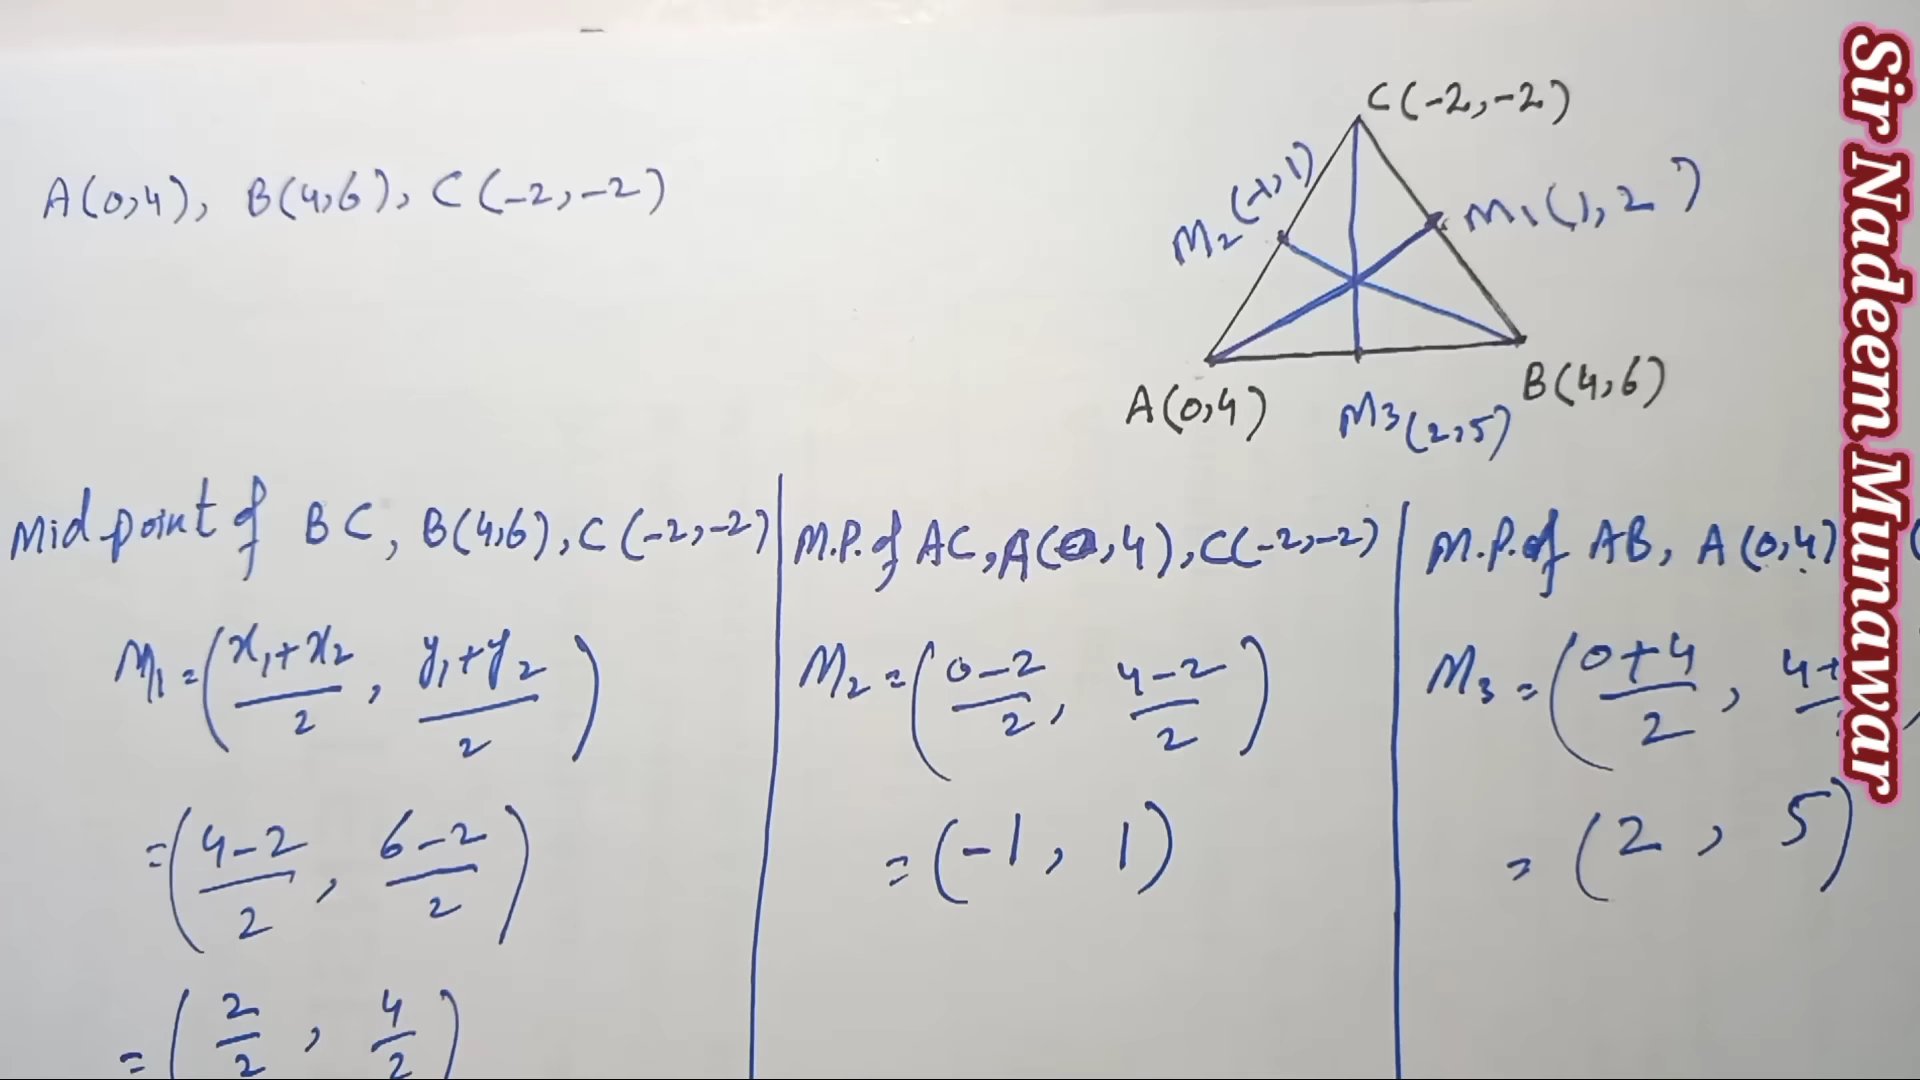 A(0,4), B(4,6), C(-2,-2)
C(-2,-2)
M2(-1,1)
M1(1,2)
A(0,4)
B(4,6)
M3(2,5)
Mid point of BC, B(4,6), C(-2,-2)
M1 = (x1+x2/2, y1+y2/2)
= (4-2/2, 6-2/2)
= (2/2, 4/2)
M.P. of AC, A(0,4), C(-2,-2)
M2 = (0-2/2, 4-2/2)
= (-1, 1)
M.P. of AB, A(0,4)
M3 = (0+4/2, 4+
= (2, 5)
Sir Nadeem Munawar